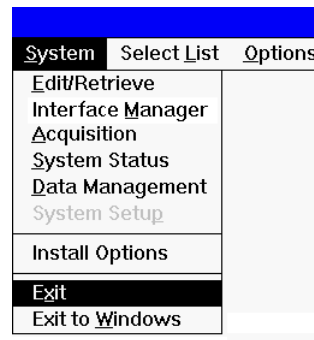 System Select List Options
Edit/Retrieve
Interface Manager
Acquisition
System Status
Data Management
System Setup
Install Options
Exit
Exit to Windows